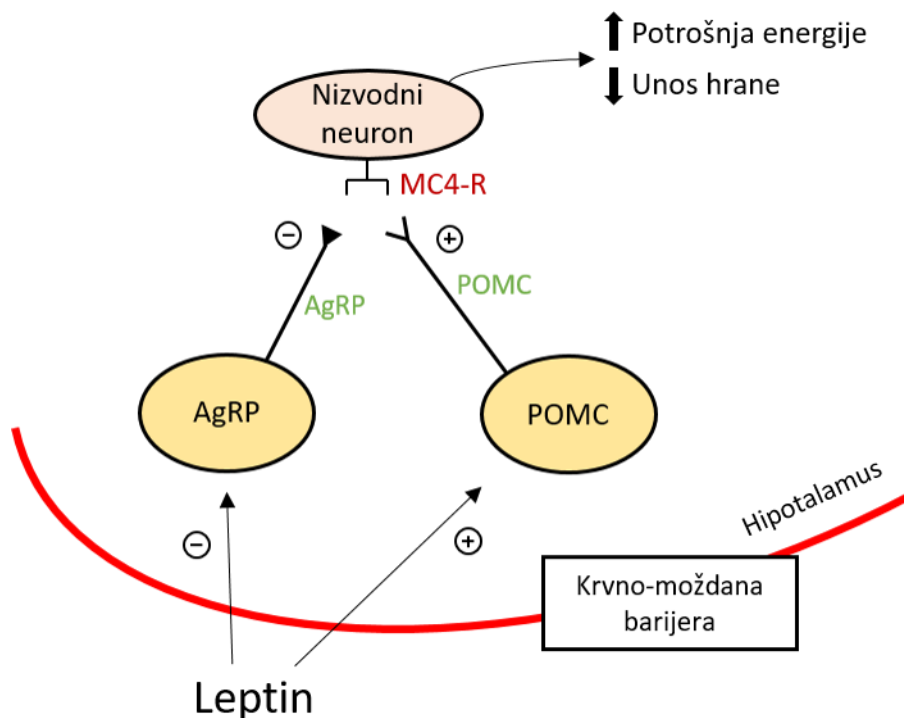 Potrošnja energije
Unos hrane
Nizvodni
neuron
MC4-R
−
+
AgRP
POMC
AgRP
POMC
Hipotalamus
−
+
Krvno-moždana
barijera
Leptin